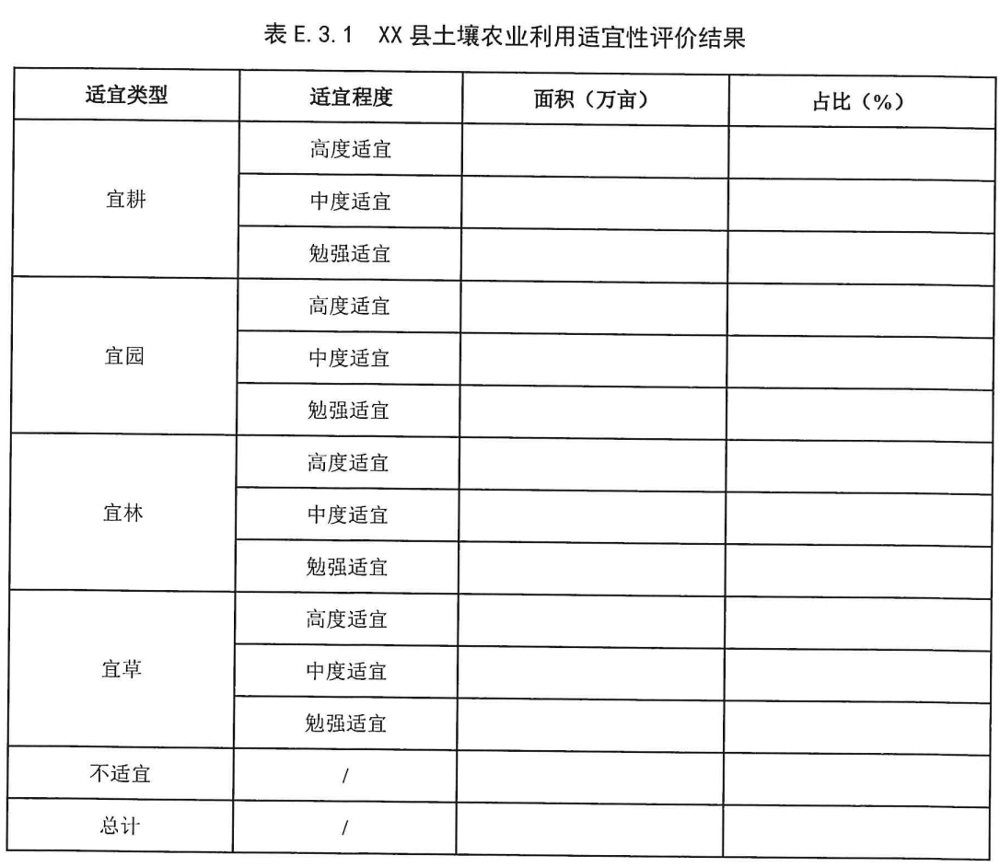 表 E.3.1 XX 县土壤农业利用适宜性评价结果
适宜类型 适宜程度 面积（万亩） 占比（%）
宜耕 高度适宜
中度适宜
勉强适宜
宜园 高度适宜
中度适宜
勉强适宜
宜林 高度适宜
中度适宜
勉强适宜
宜草 高度适宜
中度适宜
勉强适宜
不适宜 /
总计 /